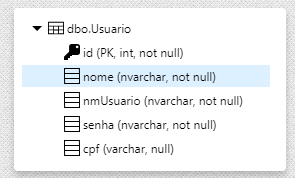 dbo.Usuario
id (PK, int, not null)
nome (nvarchar, not null)
nmUsuario (nvarchar, not null)
senha (nvarchar, not null)
cpf (varchar, null)